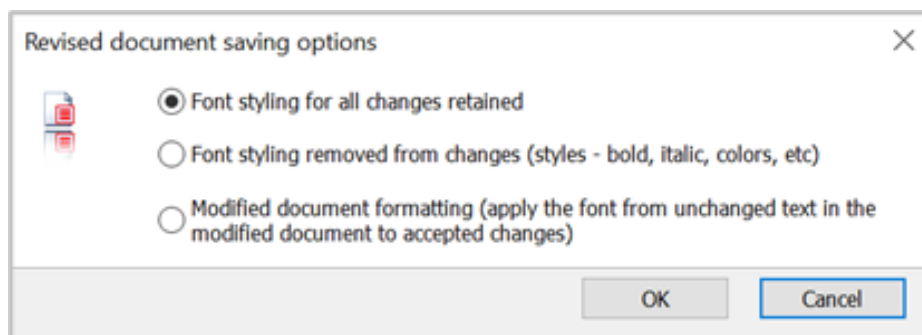 Revised document saving options
Font styling for all changes retained
Font styling removed from changes (styles - bold, italic, colors, etc)
Modified document formatting (apply the font from unchanged text in the
modified document to accepted changes)
OK
Cancel